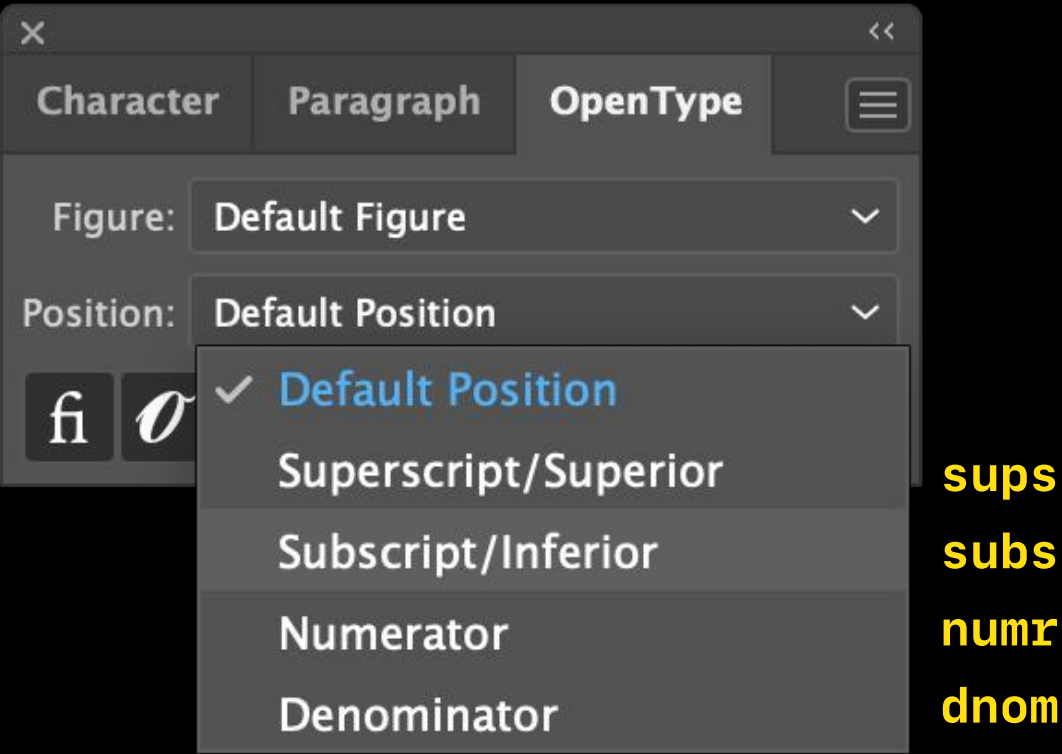 Character Paragraph OpenType
Figure: Default Figure
Position: Default Position
fi o
Default Position
Superscript/Superior sups
Subscript/Inferior subs
Numerator numr
Denominator dnom